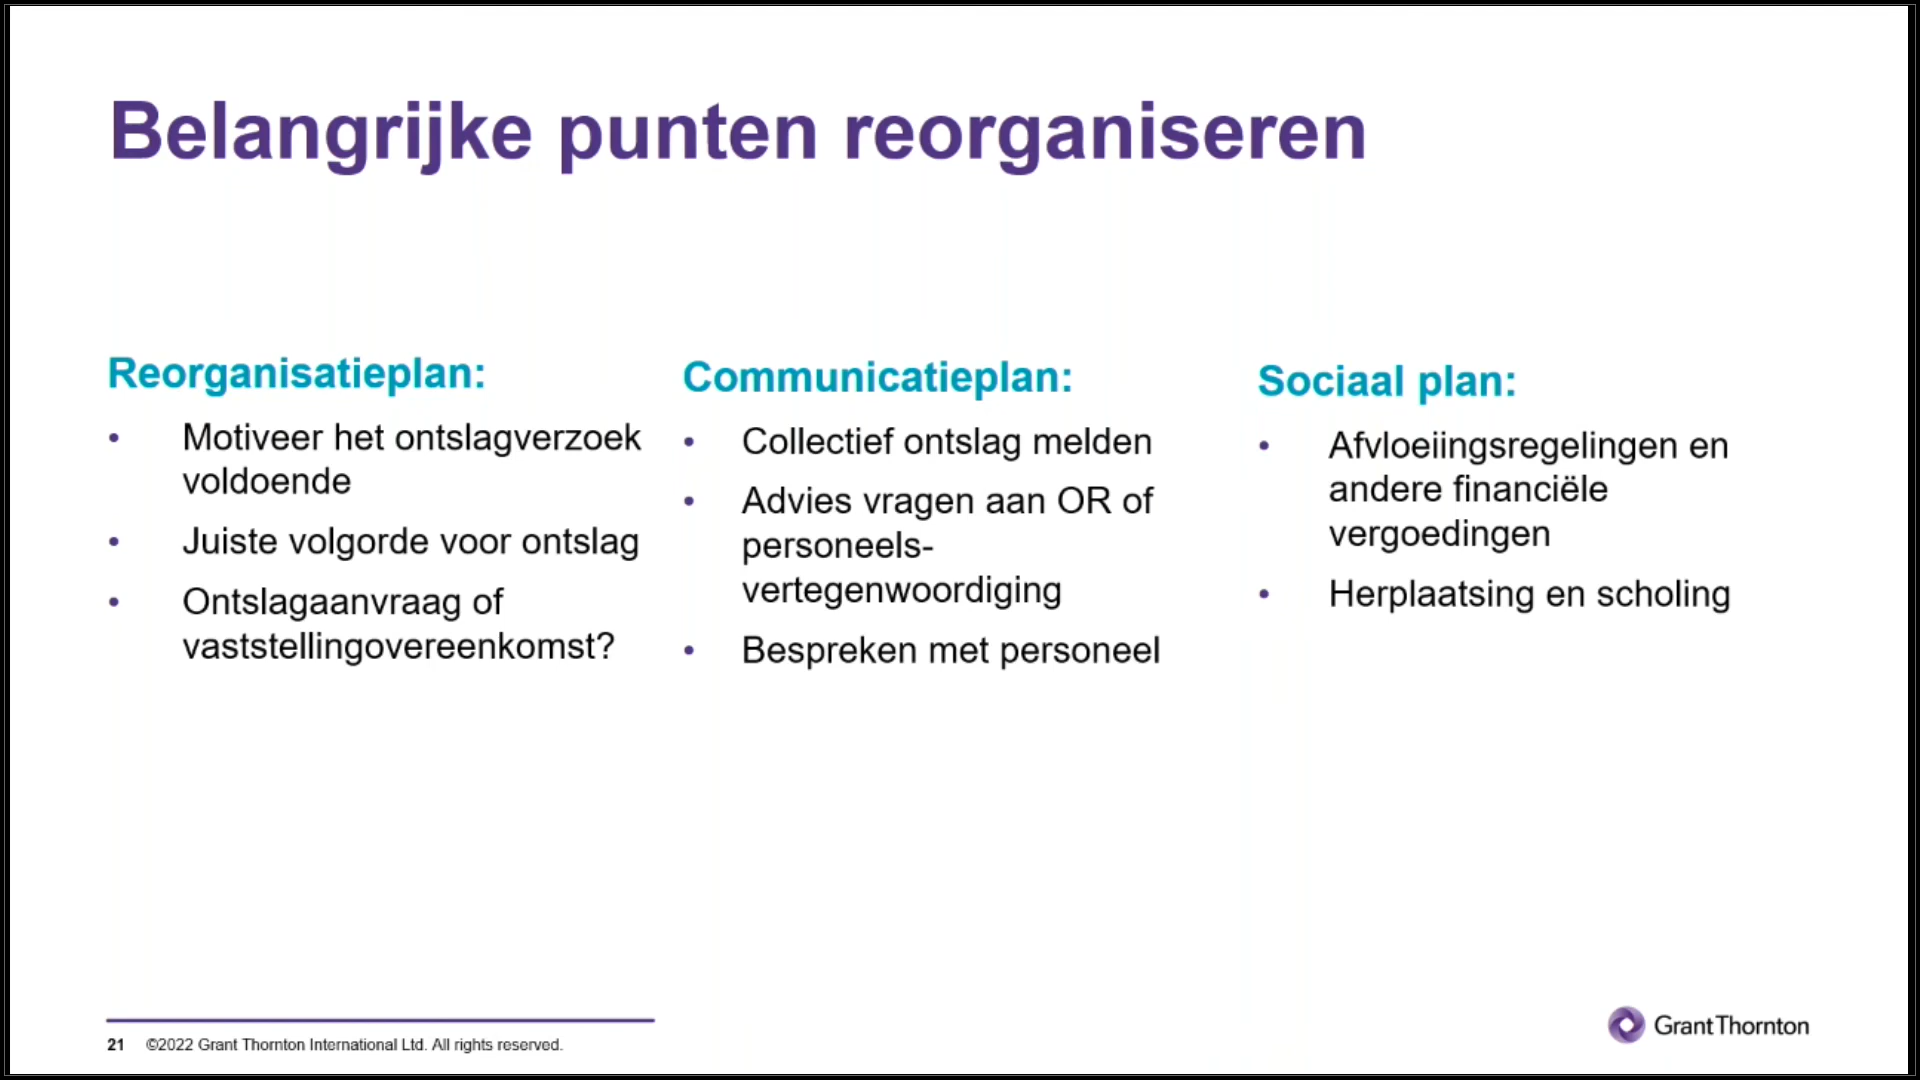 Belangrijke punten reorganiseren
Reorganisatieplan:
• Motiveer het ontslagverzoek
voldoende
• Juiste volgorde voor ontslag
• Ontslagaanvraag of
vaststellingovereenkomst?
Communicatieplan:
• Collectief ontslag melden
• Advies vragen aan OR of
personeels-
vertegenwoordiging
• Bespreken met personeel
Sociaal plan:
• Afvloeiingsregelingen en
andere financiële
vergoedingen
• Herplaatsing en scholing
21 ©2022 Grant Thornton International Ltd. All rights reserved.
Grant Thornton